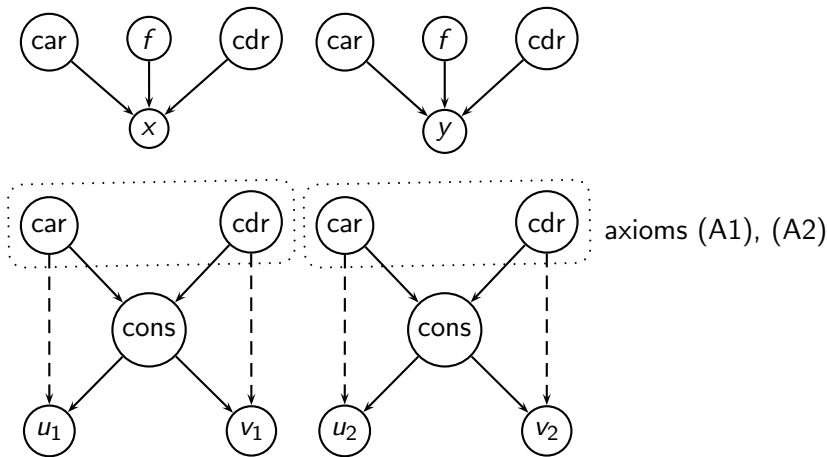 car f cdr car f cdr
x y
car cdr car cdr axioms (A1), (A2)
cons cons
u1 v1 u2 v2